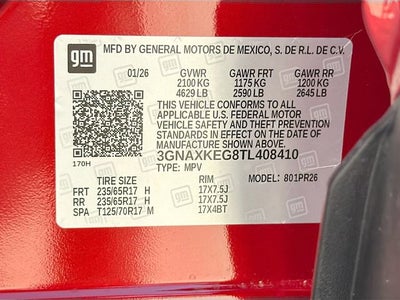 gm MFD BY GENERAL MOTORS DE MEXICO, S. DE R.L. DE C.V.
01/26 GVWR GAWR FRT GAWR RR
2100 KG 1175 KG 1200 KG
4629 LB 2590 LB 2645 LB
THIS VEHICLE CONFORMS TO ALL
APPLICABLE U.S. FEDERAL MOTOR
VEHICLE SAFETY AND THEFT PREVENTION
STANDARDS IN EFFECT ON THE DATE OF
MANUFACTURE SHOWN ABOVE.
170H 3GNAXKEG8TL408410
TYPE: MPV
TIRE SIZE RIM MODEL: 801PR26
FRT 235/65R17 H 17X7.5J
RR 235/65R17 H 17X7.5J
SPA T125/70R17 M 17X4BT